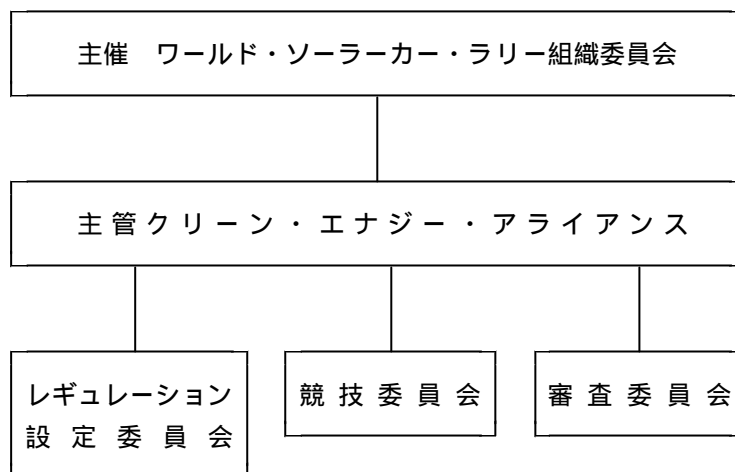 主催　ワールド・ソーラーカー・ラリー組織委員会
主管クリーン・エナジー・アライアンス
レギュレーション
設定委員会
競技委員会
審査委員会